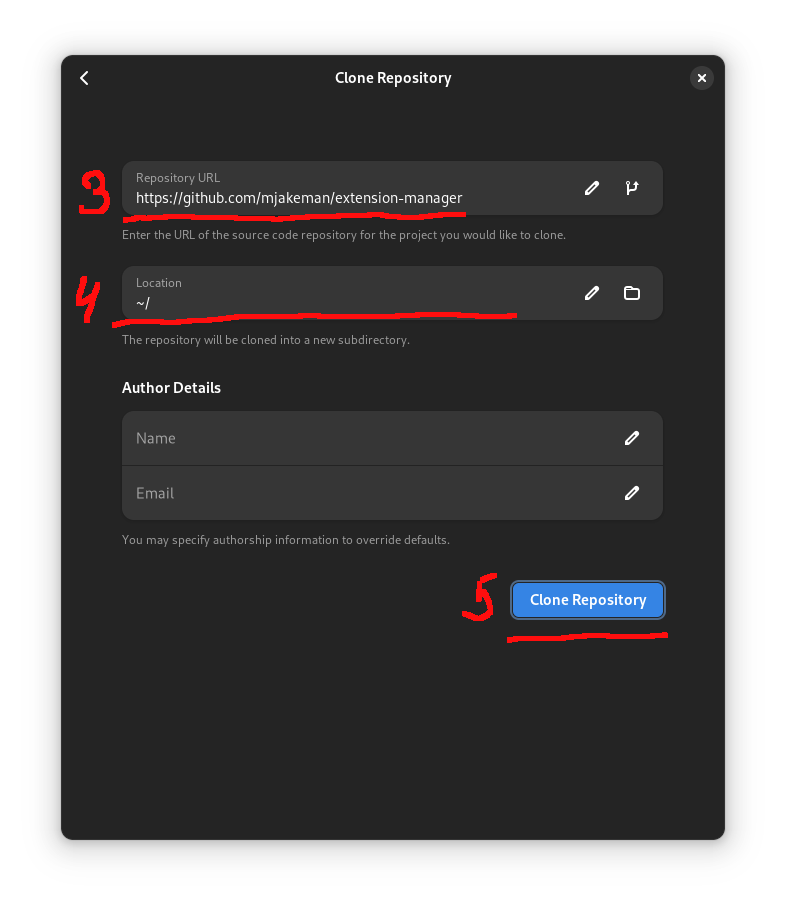 Clone Repository
3
Repository URL
https://github.com/mjakeman/extension-manager
Enter the URL of the source code repository for the project you would like to clone.
4
Location
~/
The repository will be cloned into a new subdirectory.
Author Details
Name
Email
You may specify authorship information to override defaults.
5
Clone Repository